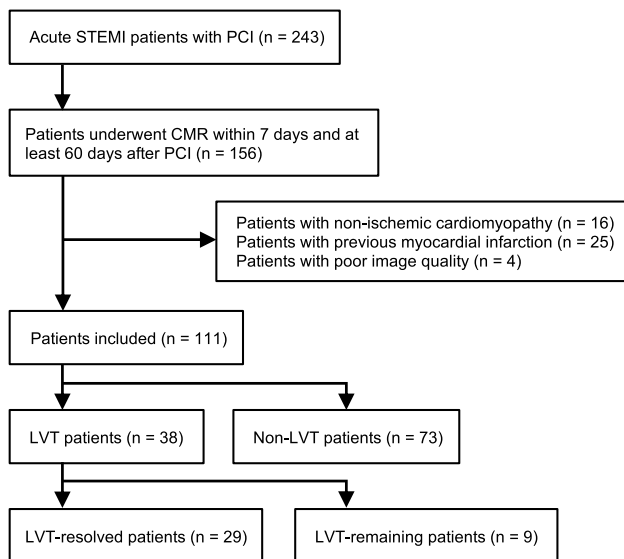 Acute STEMI patients with PCI (n = 243)
Patients underwent CMR within 7 days and at
least 60 days after PCI (n = 156)
Patients with non-ischemic cardiomyopathy (n = 16)
Patients with previous myocardial infarction (n = 25)
Patients with poor image quality (n = 4)
Patients included (n = 111)
LVT patients (n = 38)
Non-LVT patients (n = 73)
LVT-resolved patients (n = 29)
LVT-remaining patients (n = 9)